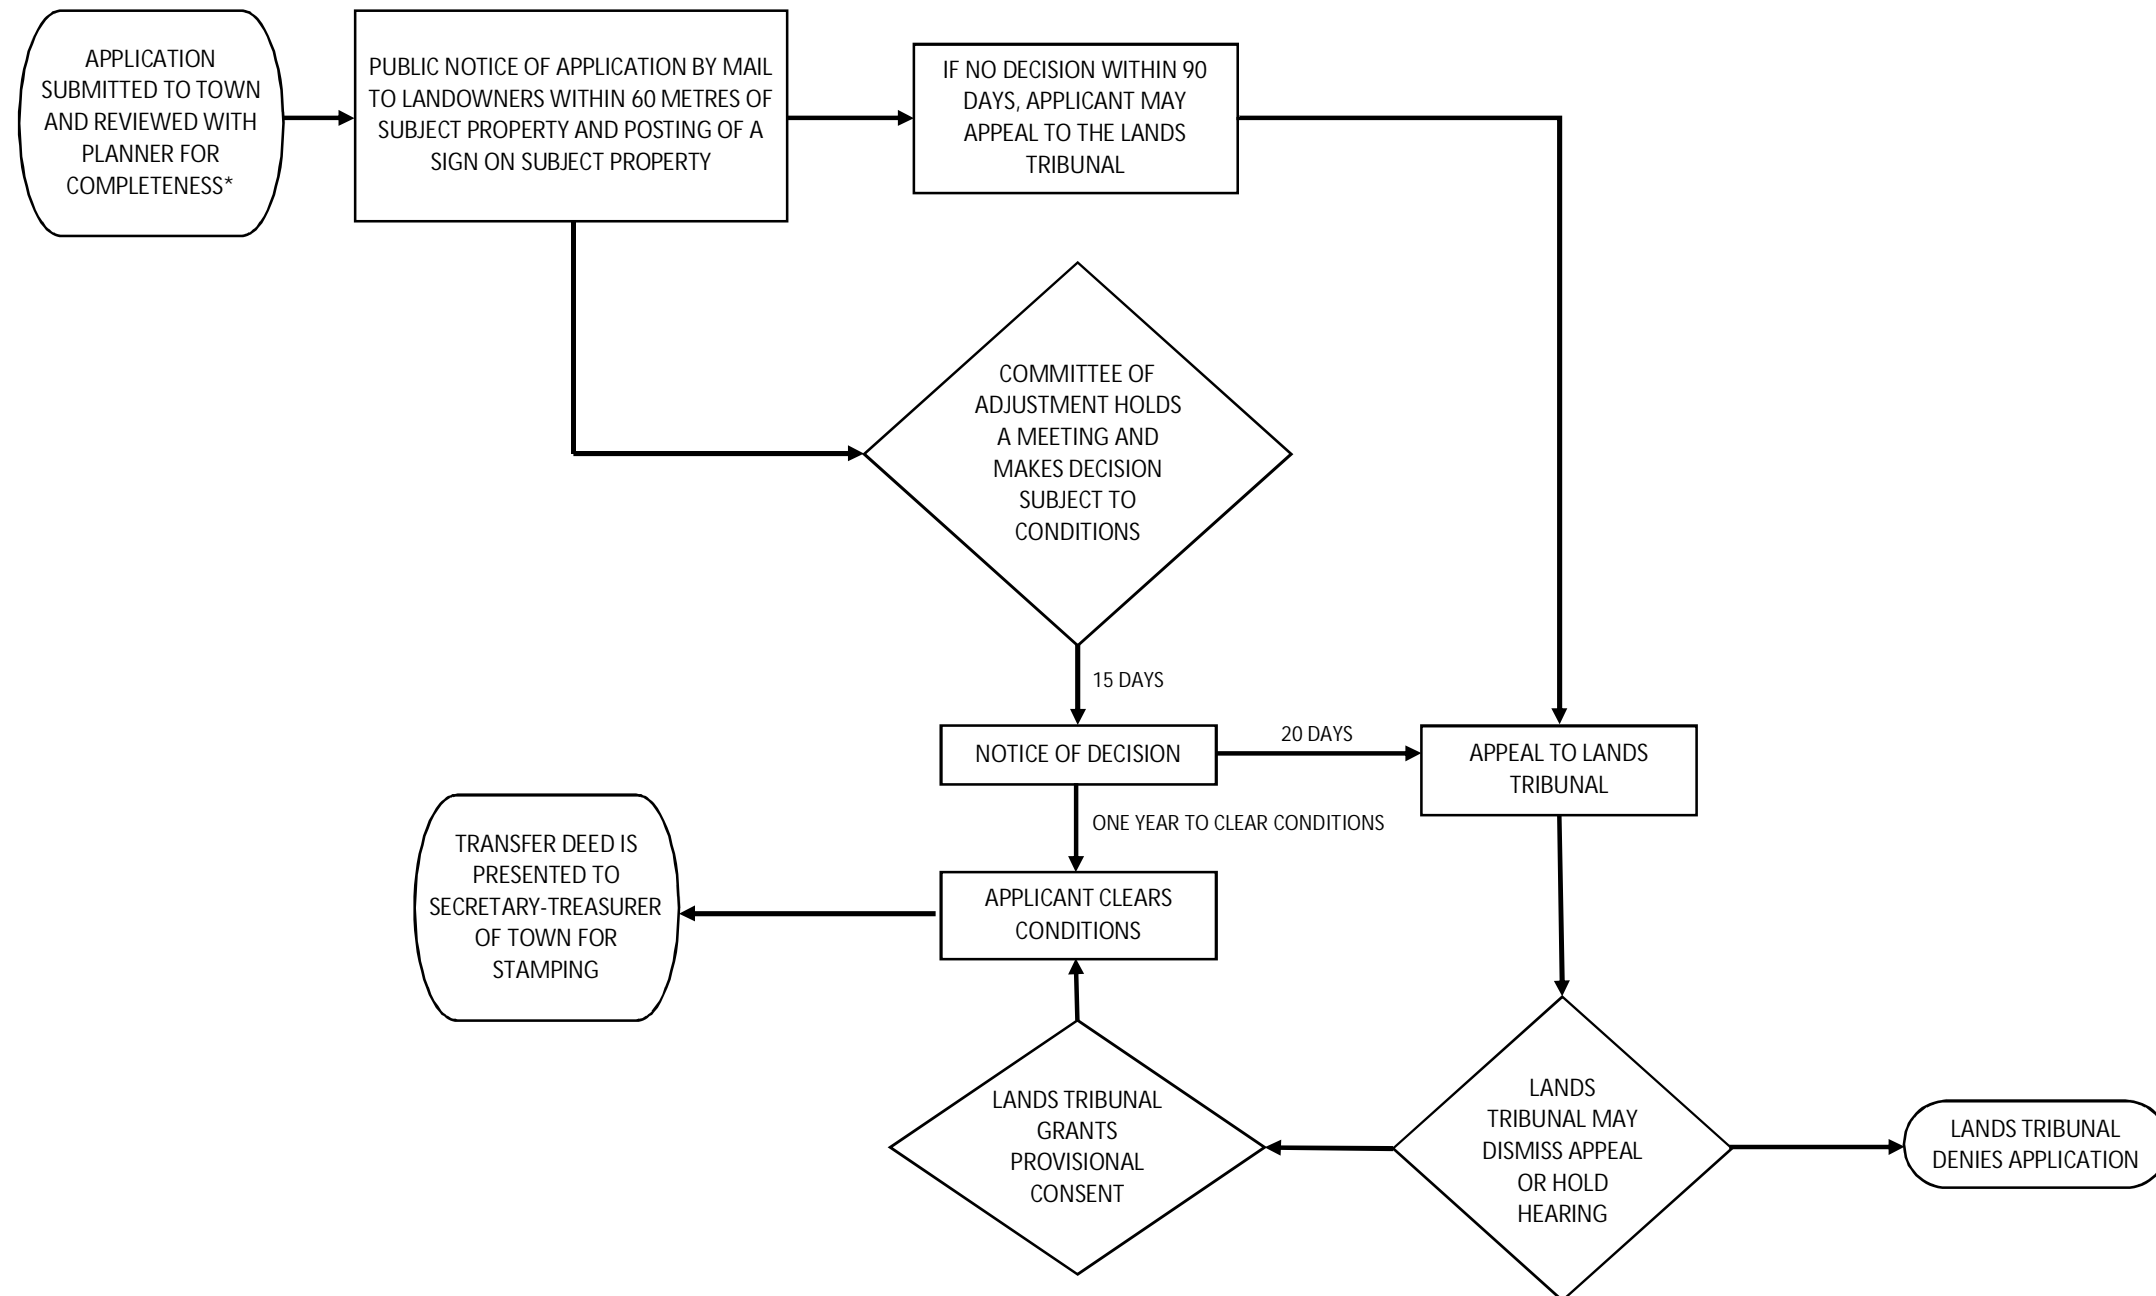 APPLICATION
SUBMITTED TO TOWN
AND REVIEWED WITH
PLANNER FOR
COMPLETENESS*
PUBLIC NOTICE OF APPLICATION BY MAIL
TO LANDOWNERS WITHIN 60 METRES OF
SUBJECT PROPERTY AND POSTING OF A
SIGN ON SUBJECT PROPERTY
IF NO DECISION WITHIN 90
DAYS, APPLICANT MAY
APPEAL TO THE LANDS
TRIBUNAL
COMMITTEE OF
ADJUSTMENT HOLDS
A MEETING AND
MAKES DECISION
SUBJECT TO
CONDITIONS
15 DAYS
NOTICE OF DECISION
20 DAYS
APPEAL TO LANDS
TRIBUNAL
ONE YEAR TO CLEAR CONDITIONS
APPLICANT CLEARS
CONDITIONS
TRANSFER DEED IS
PRESENTED TO
SECRETARY-TREASURER
OF TOWN FOR
STAMPING
LANDS TRIBUNAL
GRANTS
PROVISIONAL
CONSENT
LANDS
TRIBUNAL MAY
DISMISS APPEAL
OR HOLD
HEARING
LANDS TRIBUNAL
DENIES APPLICATION